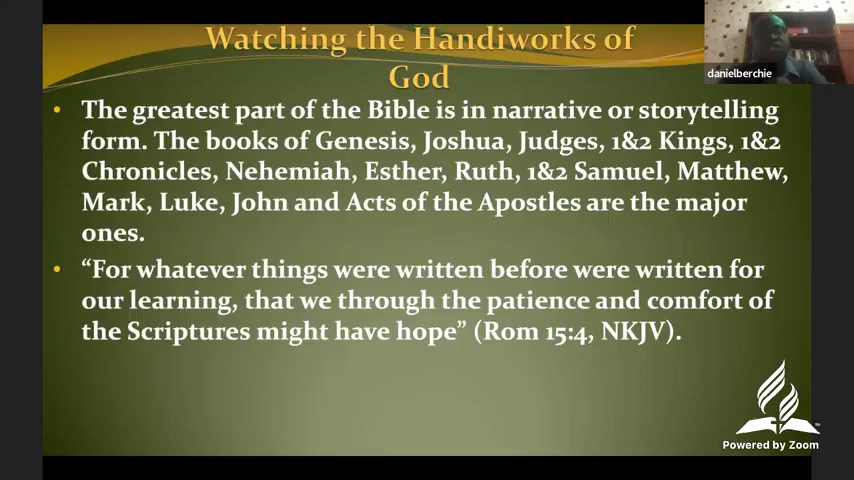 Watching the Handiworks of
God
danielberchie
• The greatest part of the Bible is in narrative or storytelling
form. The books of Genesis, Joshua, Judges, 1&2 Kings, 1&2
Chronicles, Nehemiah, Esther, Ruth, 1&2 Samuel, Matthew,
Mark, Luke, John and Acts of the Apostles are the major
ones.
• “For whatever things were written before were written for
our learning, that we through the patience and comfort of
the Scriptures might have hope” (Rom 15:4, NKJV).
Powered by Zoom